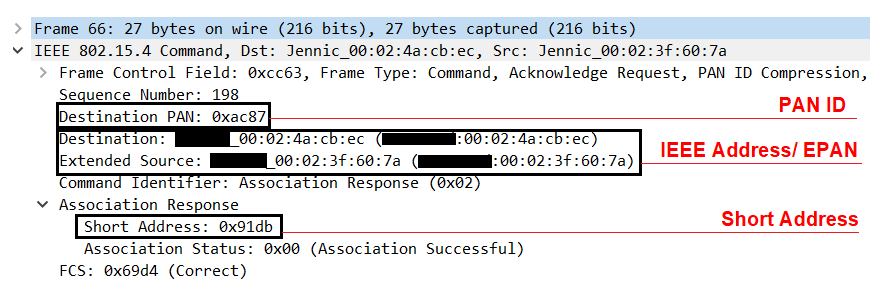 Frame 66: 27 bytes on wire (216 bits), 27 bytes captured (216 bits)
IEEE 802.15.4 Command, Dst: Jennic_00:02:4a:cb:ec, Src: Jennic_00:02:3f:60:7a
Frame Control Field: 0xcc63, Frame Type: Command, Acknowledge Request, PAN ID Compression,
Sequence Number: 198
Destination PAN: 0xac87
PAN ID
Destination: _00:02:4a:cb:ec ( :00:02:4a:cb:ec)
Extended Source: _00:02:3f:60:7a ( :00:02:3f:60:7a)
IEEE Address/ EPAN
Command Identifier: Association Response (0x02)
Association Response
Short Address: 0x91db
Short Address
Association Status: 0x00 (Association Successful)
FCS: 0x69d4 (Correct)